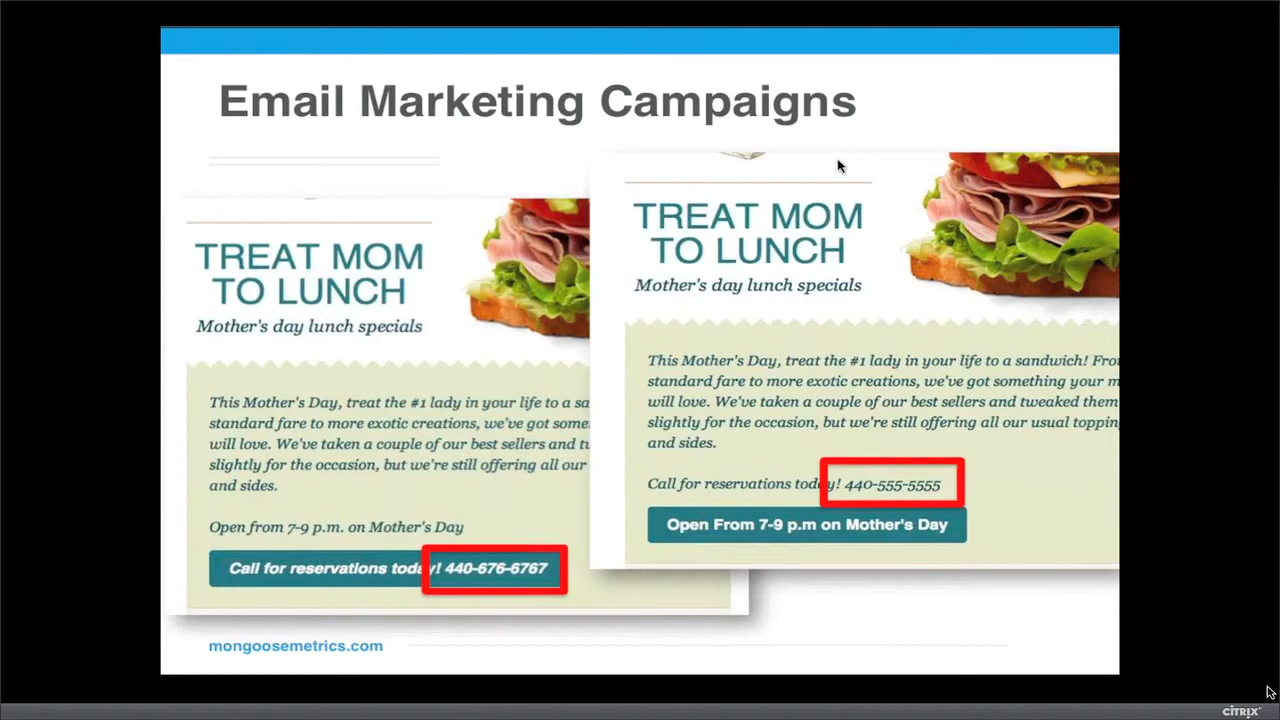 Email Marketing Campaigns
TREAT MOM
TO LUNCH
Mother's day lunch specials
This Mother's Day, treat the #1 lady in your life to a
standard fare to more exotic creations, we've got
will love. We've taken a couple of our best sellers and
slightly for the occasion, but we're still offering all our
and sides.
Open from 7-9 p.m. on Mother's Day
Call for reservations today! 440-676-6767
TREAT MOM
TO LUNCH
Mother's day lunch specials
This Mother's Day, treat the #1 lady in your life to a sandwich!
standard fare to more exotic creations, we've got something your
will love. We've taken a couple of our best sellers and tweaked them
slightly for the occasion, but we're still offering all our usual
and sides.
Call for reservations today! 440-555-5555
Open From 7-9 p.m on Mother's Day
mongoosemetrics.com
CITRIX